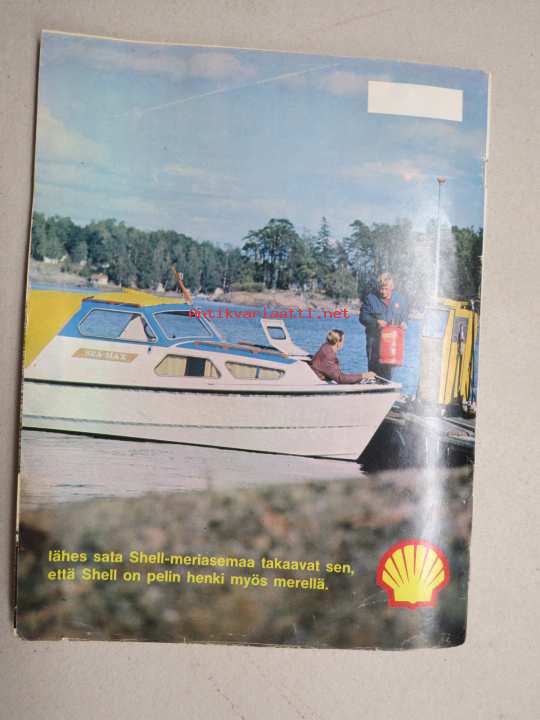 Antikvariaatti.net
SEA-MAX
lähes sata Shell-meriasemaa takaavat sen,
että Shell on pelin henki myös merellä.